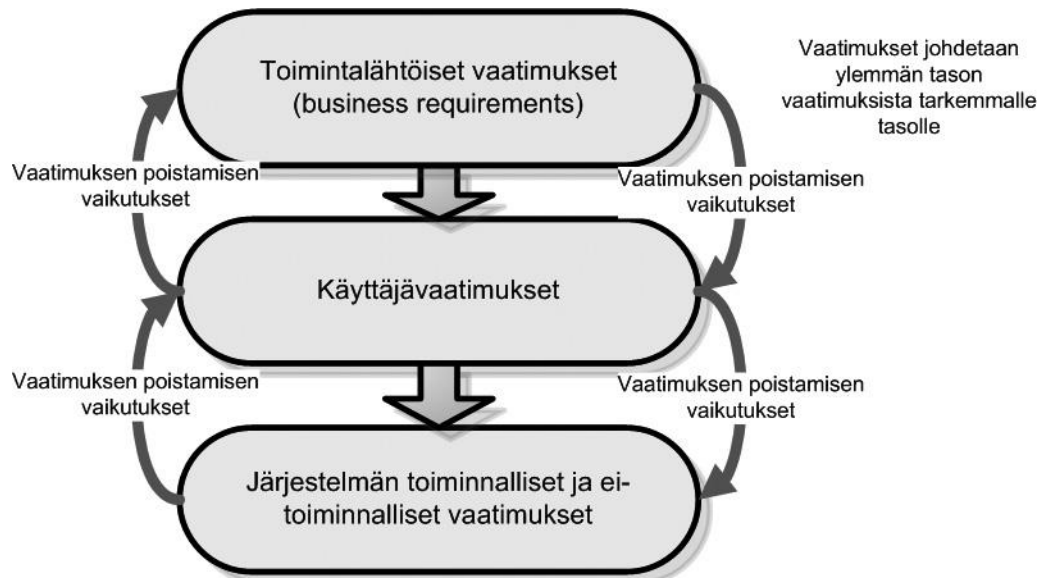 Toimintalähtöiset vaatimukset
(business requirements)
Vaatimukset johdetaan
ylemmän tason
vaatimuksista tarkemmalle
tasolle
Vaatimuksen poistamisen
vaikutukset
Vaatimuksen poistamisen
vaikutukset
Käyttäjävaatimukset
Vaatimuksen poistamisen
vaikutukset
Vaatimuksen poistamisen
vaikutukset
Järjestelmän toiminnalliset ja ei-
toiminnalliset vaatimukset